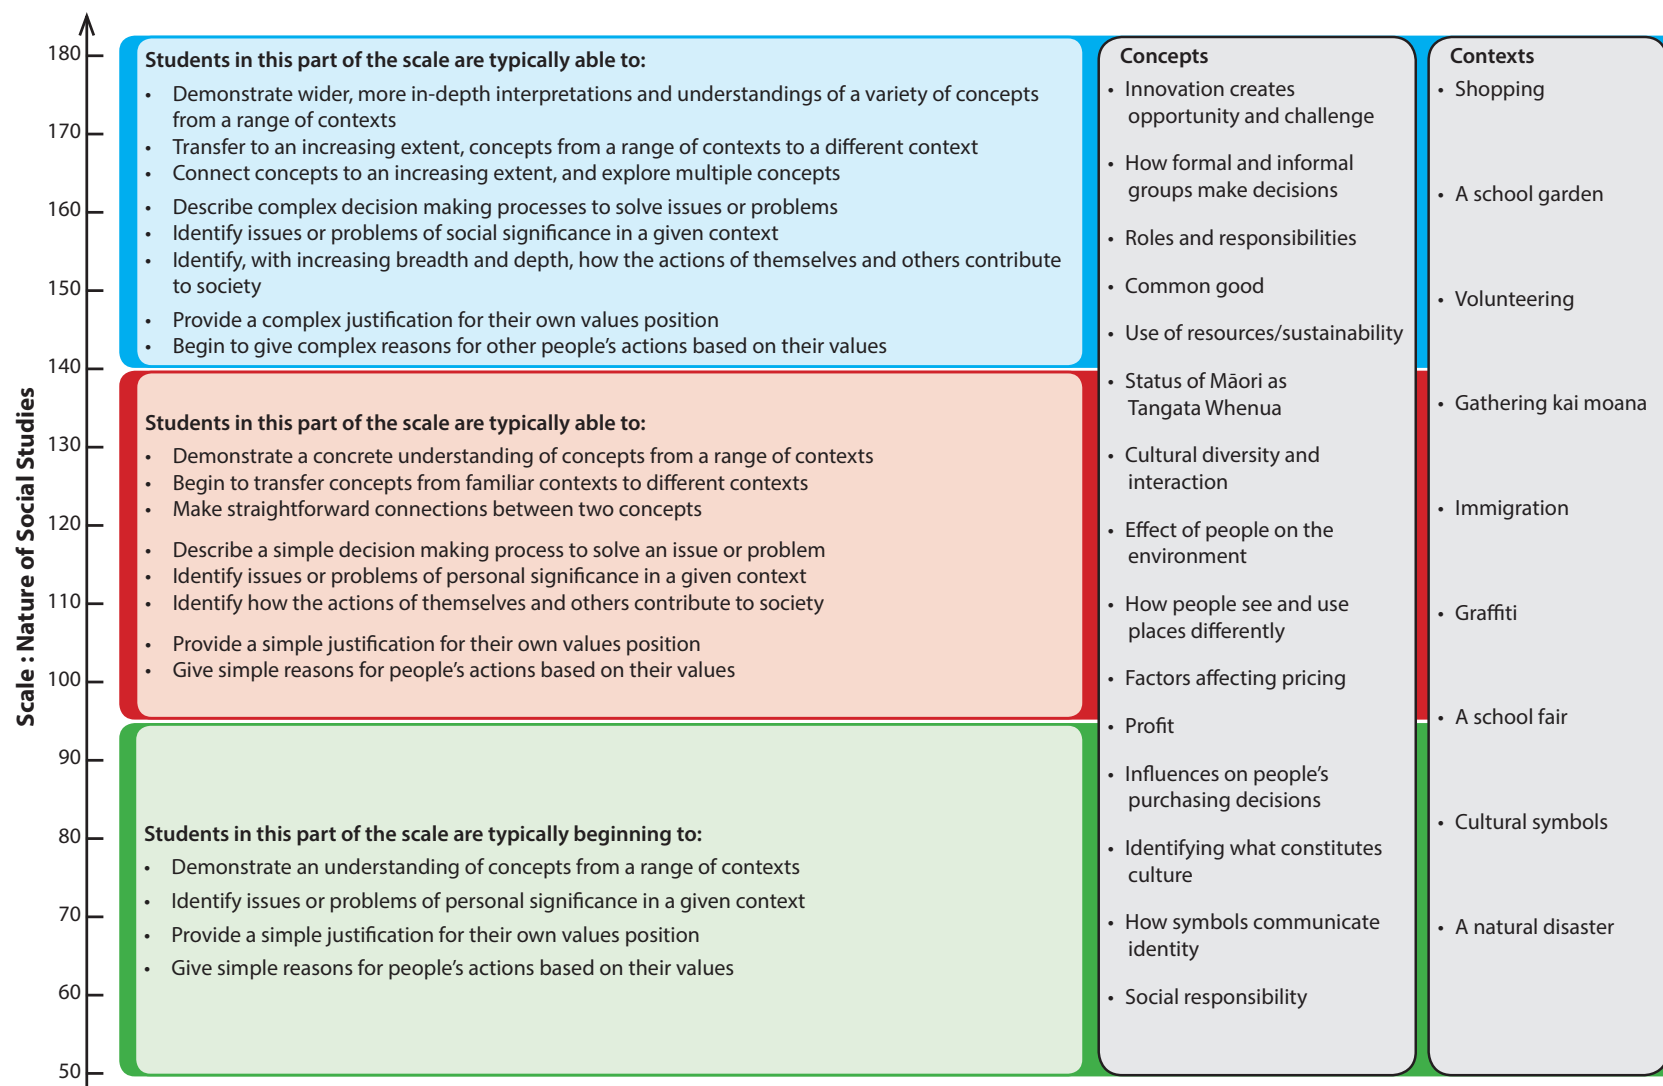 Scale : Nature of Social Studies
180
170
160
150
140
130
120
110
100
90
80
70
60
50
Students in this part of the scale are typically able to:
• Demonstrate wider, more in-depth interpretations and understandings of a variety of concepts
from a range of contexts
• Transfer to an increasing extent, concepts from a range of contexts to a different context
• Connect concepts to an increasing extent, and explore multiple concepts
• Describe complex decision making processes to solve issues or problems
• Identify issues or problems of social significance in a given context
• Identify, with increasing breadth and depth, how the actions of themselves and others contribute
to society
• Provide a complex justification for their own values position
• Begin to give complex reasons for other people's actions based on their values
Students in this part of the scale are typically able to:
• Demonstrate a concrete understanding of concepts from a range of contexts
• Begin to transfer concepts from familiar contexts to different contexts
• Make straightforward connections between two concepts
• Describe a simple decision making process to solve an issue or problem
• Identify issues or problems of personal significance in a given context
• Identify how the actions of themselves and others contribute to society
• Provide a simple justification for their own values position
• Give simple reasons for people's actions based on their values
Students in this part of the scale are typically beginning to:
• Demonstrate an understanding of concepts from a range of contexts
• Identify issues or problems of personal significance in a given context
• Provide a simple justification for their own values position
• Give simple reasons for people's actions based on their values
Concepts
• Innovation creates
opportunity and challenge
• How formal and informal
groups make decisions
• Roles and responsibilities
• Common good
• Use of resources/sustainability
• Status of Māori as
Tangata Whenua
• Cultural diversity and
interaction
• Effect of people on the
environment
• How people see and use
places differently
• Factors affecting pricing
• Profit
• Influences on people's
purchasing decisions
• Identifying what constitutes
culture
• How symbols communicate
identity
• Social responsibility
Contexts
• Shopping
• A school garden
• Volunteering
• Gathering kai moana
• Immigration
• Graffiti
• A school fair
• Cultural symbols
• A natural disaster